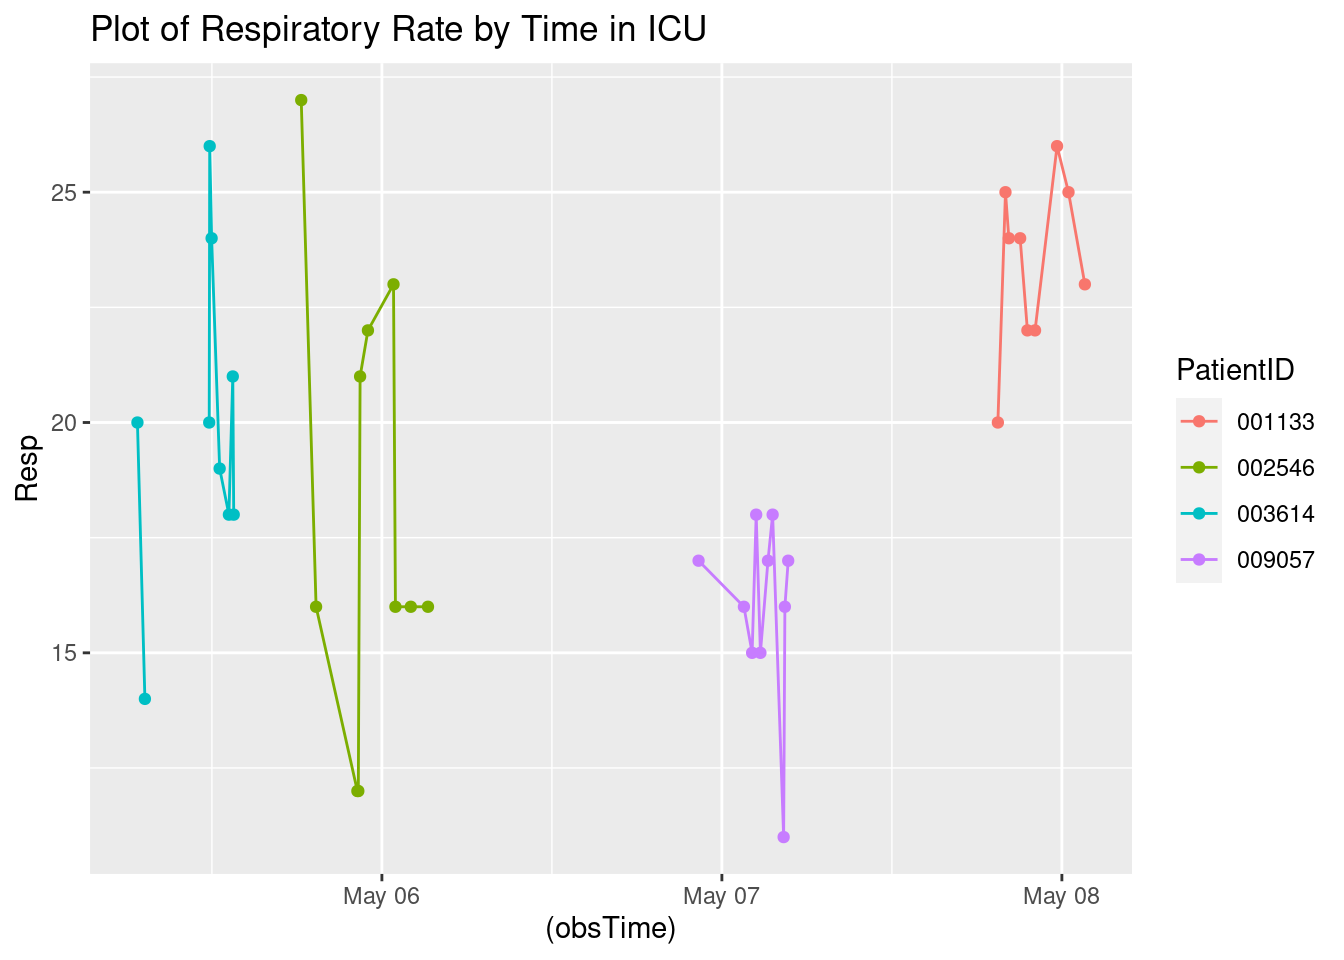 Plot of Respiratory Rate by Time in ICU
25
20
15
Resp
May 06
May 07
May 08
(obsTime)
PatientID
001133
002546
003614
009057